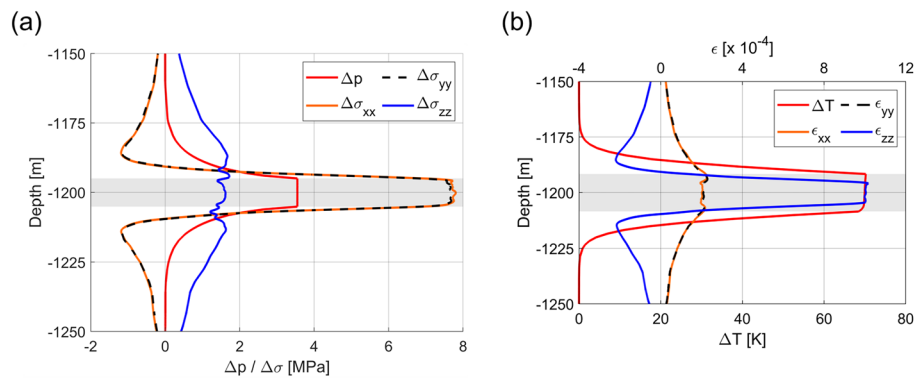 (a)
-1150
-1175
-1200
-1225
-1250
Depth [m]
Δp Δσyy
Δσxx Δσzz
-2 0 2 4 6 8
Δp / Δσ [MPa]
(b)
ϵ [x 10^-4]
-4 0 4 8 12
-1150
-1175
-1200
-1225
-1250
Depth [m]
ΔT ϵyy
ϵxx ϵzz
0 20 40 60 80
ΔT [K]